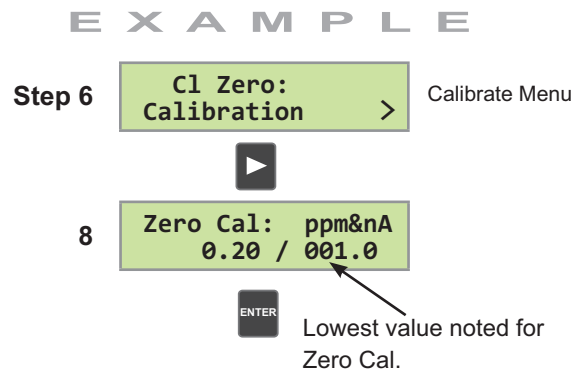 EXAMPLE
Step 6
Cl Zero:
Calibration >
Calibrate Menu
8
Zero Cal: ppm&nA
0.20 / 001.0
ENTER
Lowest value noted for
Zero Cal.